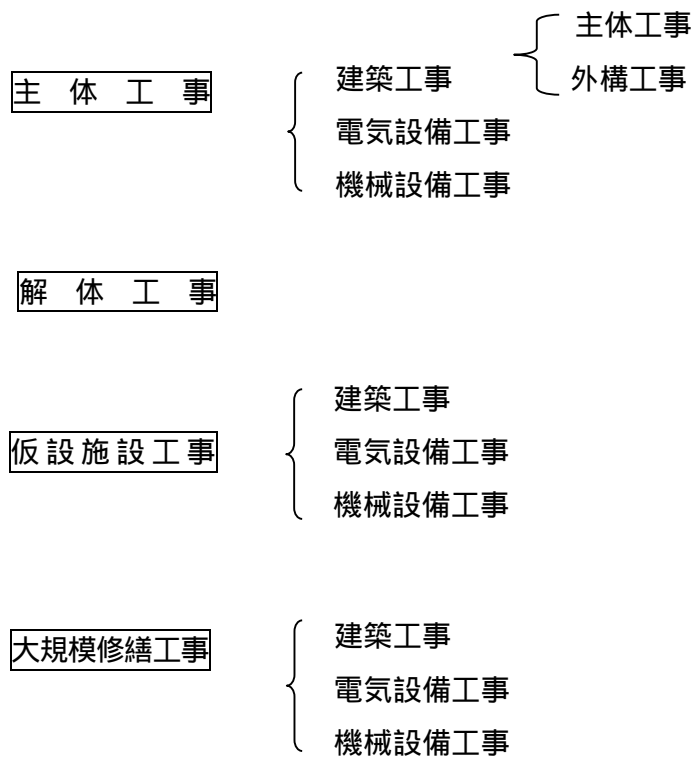 主体工事
外構工事
建築工事
主体工事
電気設備工事
機械設備工事
解体工事
建築工事
仮設施設工事
電気設備工事
機械設備工事
建築工事
大規模修繕工事
電気設備工事
機械設備工事